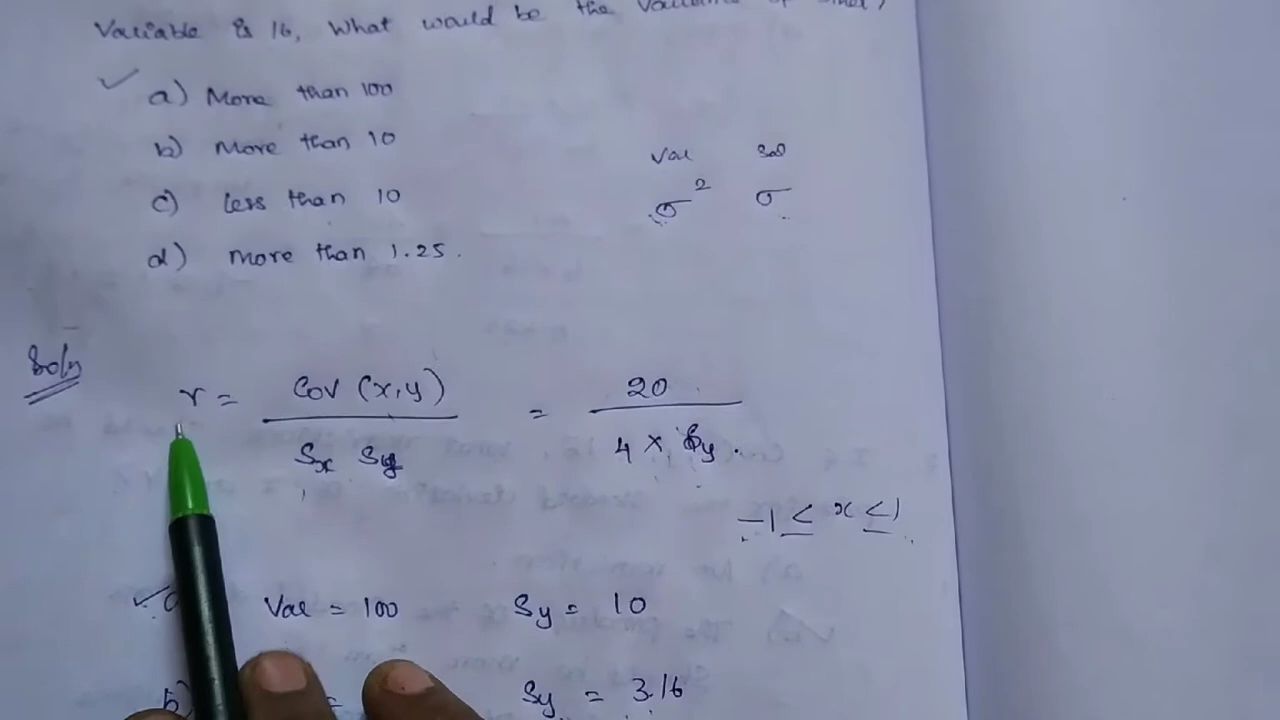 Variable is 16, What would be the Variance of
a) More than 100
b) More than 10
c) less than 10
d) more than 1.25.
Var SD
σ² σ
Soln
r = Cov (x,y) / Sx Sy = 20 / 4 × Sy.
-1 ≤ x ≤ 1
Var = 100 Sy = 10
b) = Sy = 3.16